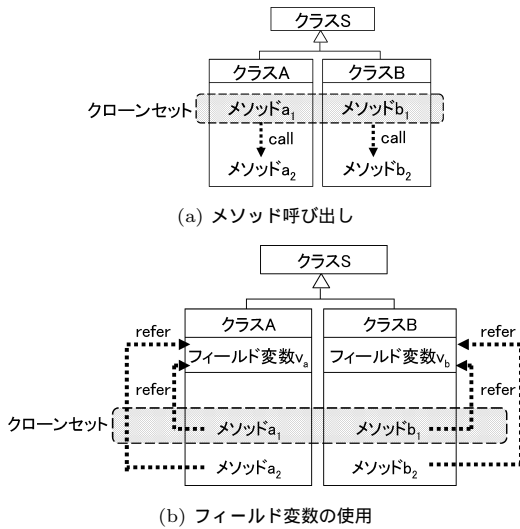 クラスS
クラスA クラスB
クローンセット メソッドa₁ メソッドb₁
call call
メソッドa₂ メソッドb₂
(a) メソッド呼び出し
クラスS
クラスA クラスB
refer refer
フィールド変数vₐ フィールド変数v_b
refer refer
クローンセット メソッドa₁ メソッドb₁
メソッドa₂ メソッドb₂
(b) フィールド変数の使用